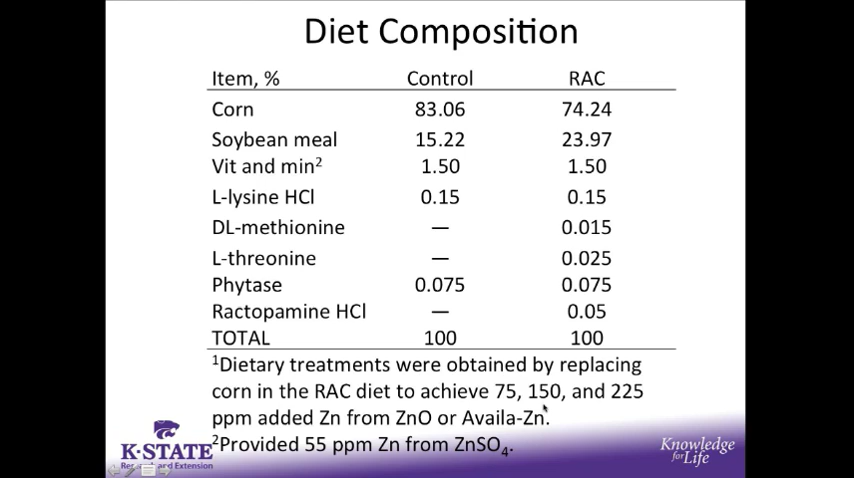 Diet Composition
Item, % Control RAC
Corn 83.06 74.24
Soybean meal 15.22 23.97
Vit and min² 1.50 1.50
L-lysine HCl 0.15 0.15
DL-methionine — 0.015
L-threonine — 0.025
Phytase 0.075 0.075
Ractopamine HCl — 0.05
TOTAL 100 100
¹Dietary treatments were obtained by replacing
corn in the RAC diet to achieve 75, 150, and 225
ppm added Zn from ZnO or Availa-Zn.
²Provided 55 ppm Zn from ZnSO₄.
K-STATE
Research and Extension
Knowledge
for Life